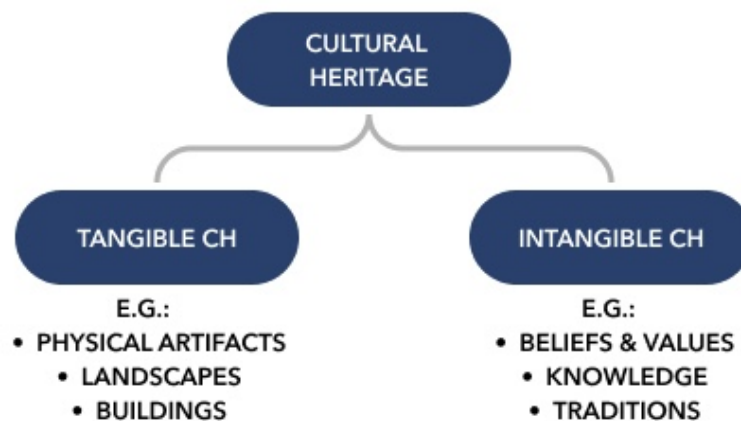 CULTURAL
HERITAGE
TANGIBLE CH
E.G.:
• PHYSICAL ARTIFACTS
• LANDSCAPES
• BUILDINGS
INTANGIBLE CH
E.G.:
• BELIEFS & VALUES
• KNOWLEDGE
• TRADITIONS